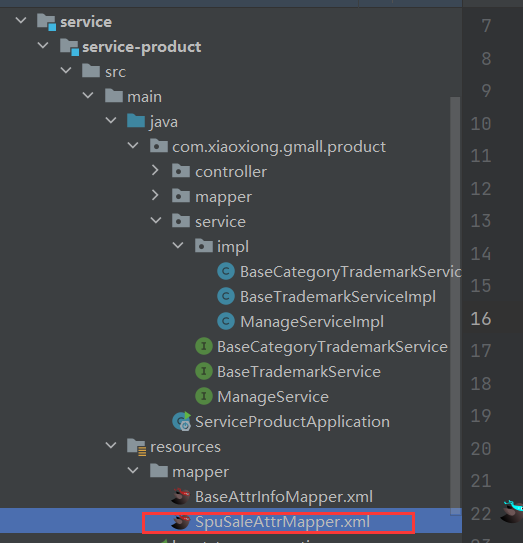 service
service-product
src
main
java
com.xiaoxiong.gmall.product
controller
mapper
service
impl
BaseCategoryTrademarkServic
BaseTrademarkServiceImpl
ManageServiceImpl
BaseCategoryTrademarkService
BaseTrademarkService
ManageService
ServiceProductApplication
resources
mapper
BaseAttrInfoMapper.xml
SpuSaleAttrMapper.xml
7
8
9
10
11
12
13
14
15
16
17
18
19
20
21
22